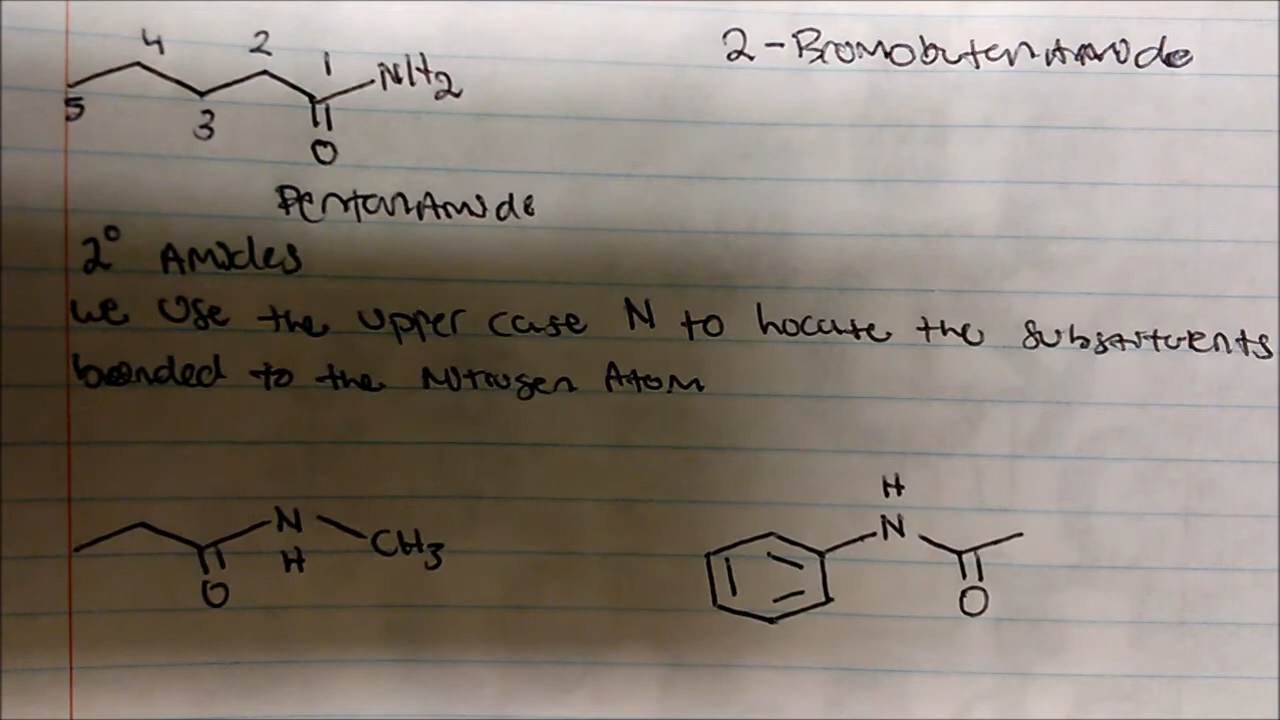 4 2 1 NH2
5 3 O
2-Bromobutanamide
Pentanamide
2° Amides
we use the upper case N to locate the substituents
bonded to the Nitrogen Atom
N CH3
H
O
H
N
O